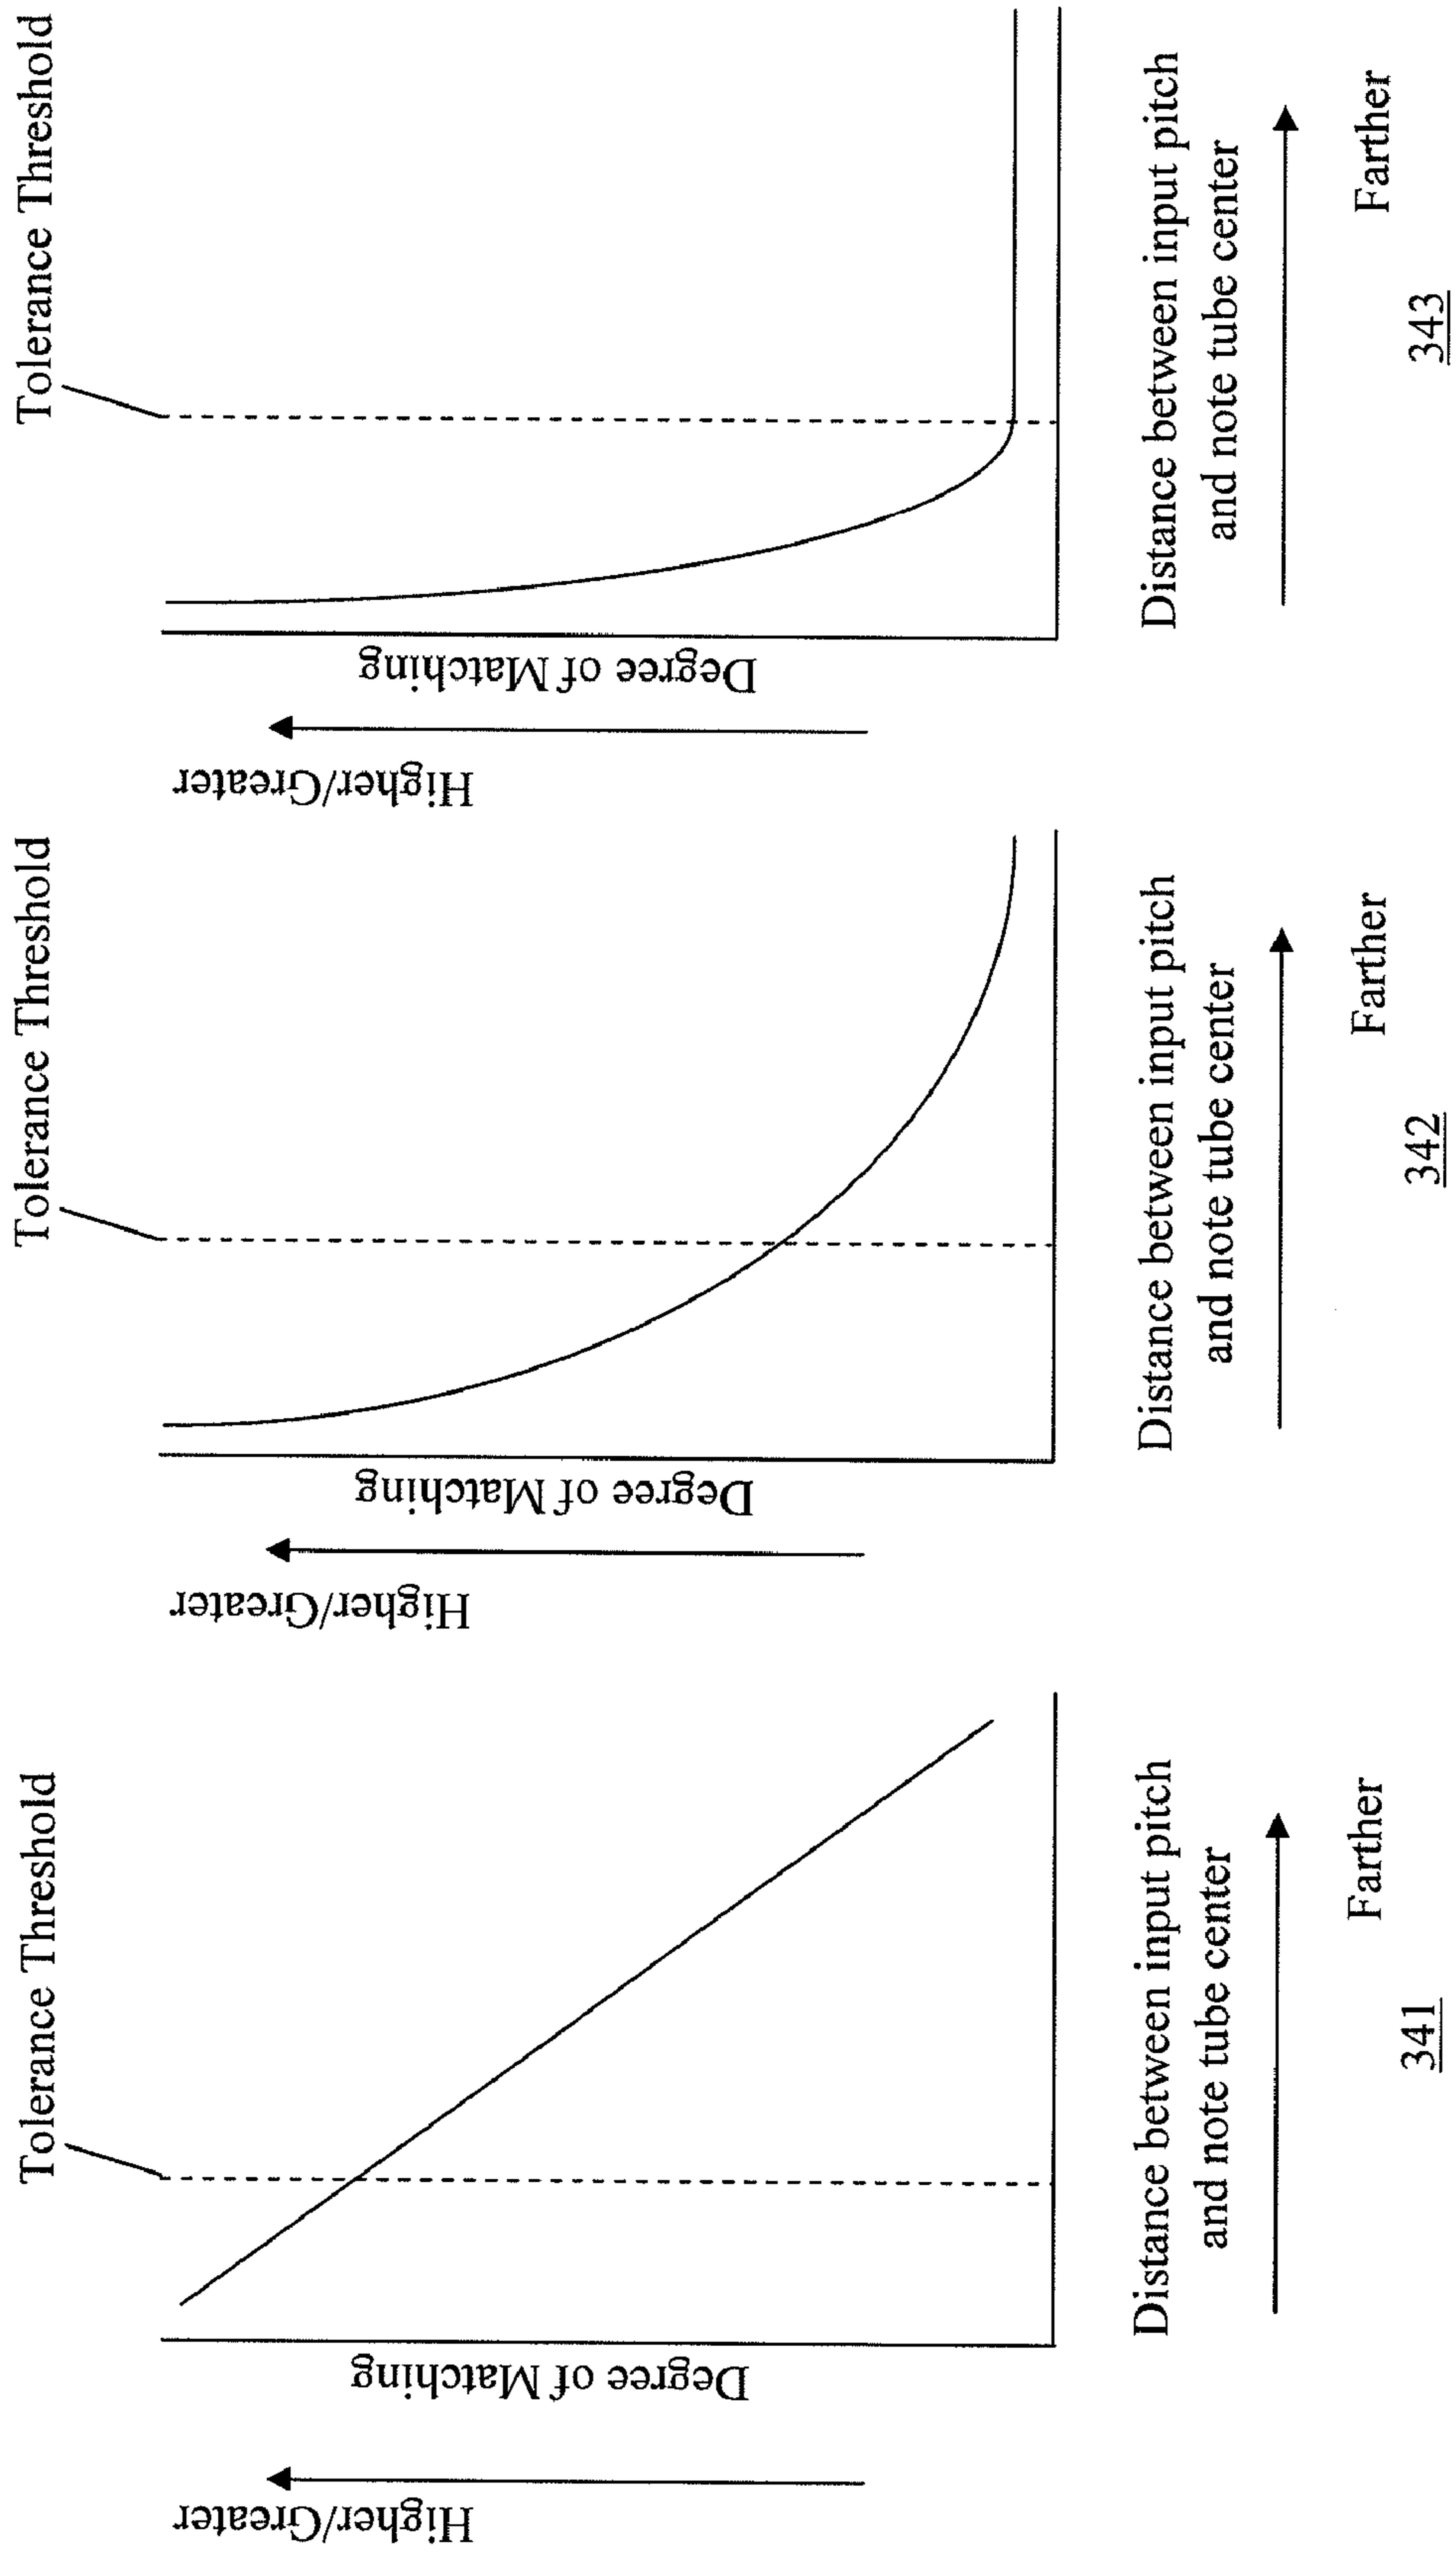 Tolerance Threshold
Higher/Greater
Degree of Matching
Distance between input pitch
and note tube center
Farther
341
Tolerance Threshold
Higher/Greater
Degree of Matching
Distance between input pitch
and note tube center
Farther
342
Tolerance Threshold
Higher/Greater
Degree of Matching
Distance between input pitch
and note tube center
Farther
343